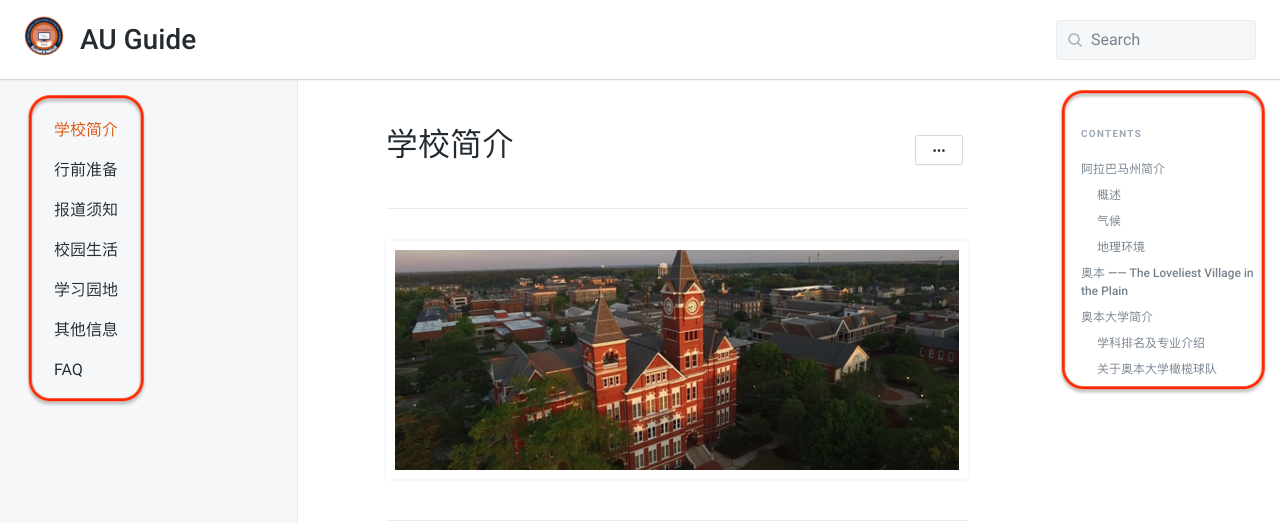 AU Guide
Search
学校简介
行前准备
报道须知
校园生活
学习园地
其他信息
FAQ
学校简介
...
CONTENTS
阿拉巴马州简介
概述
气候
地理环境
奥本 —— The Loveliest Village in
the Plain
奥本大学简介
学科排名及专业介绍
关于奥本大学橄榄球队